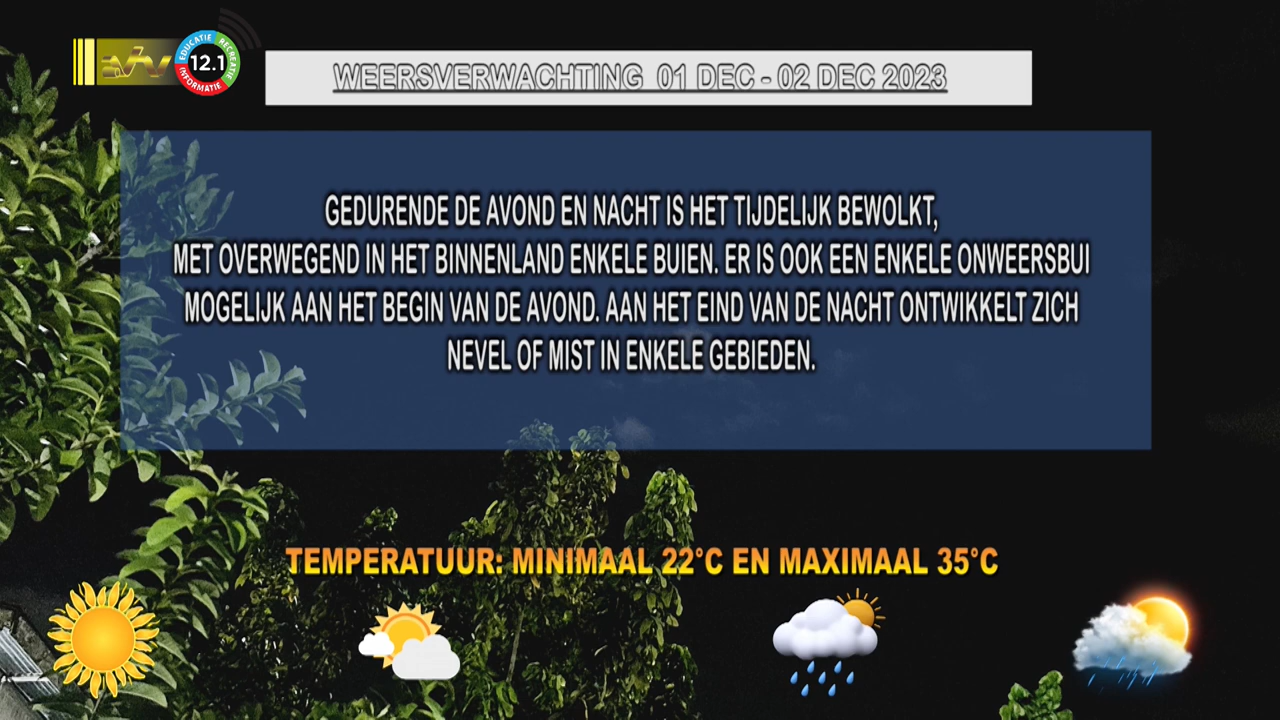 EDUCATIE
RECREATIE
12.1
INFORMATIE
WEERSVERWACHTING 01 DEC - 02 DEC 2023
GEDURENDE DE AVOND EN NACHT IS HET TIJDELIJK BEWOLKT,
MET OVERWEGEND IN HET BINNENLAND ENKELE BUIEN. ER IS OOK EEN ENKELE ONWEERSBUI
MOGELIJK AAN HET BEGIN VAN DE AVOND. AAN HET EIND VAN DE NACHT ONTWIKKELT ZICH
NEVEL OF MIST IN ENKELE GEBIEDEN.
TEMPERATUUR: MINIMAAL 22°C EN MAXIMAAL 35°C